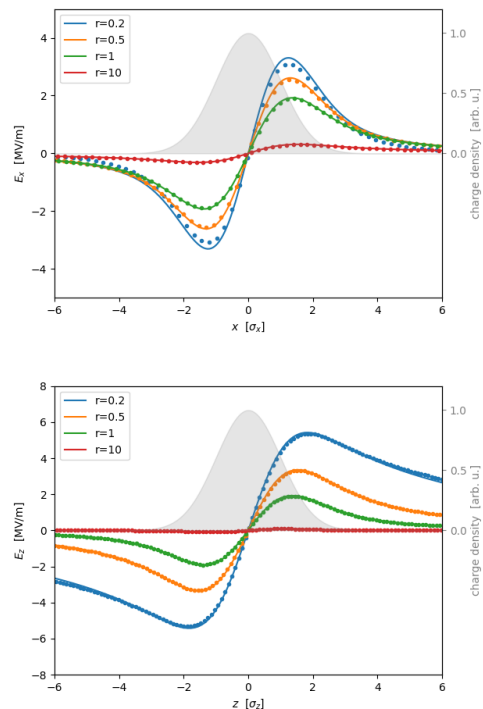 r=0.2
r=0.5
r=1
r=10
4
2
0
−2
−4
E_x [MV/m]
1.0
0.5
0.0
charge density [arb. u.]
−6 −4 −2 0 2 4 6
x [σ_x]
r=0.2
r=0.5
r=1
r=10
8
6
4
2
0
−2
−4
−6
−8
E_z [MV/m]
1.0
0.5
0.0
charge density [arb. u.]
−6 −4 −2 0 2 4 6
z [σ_z]